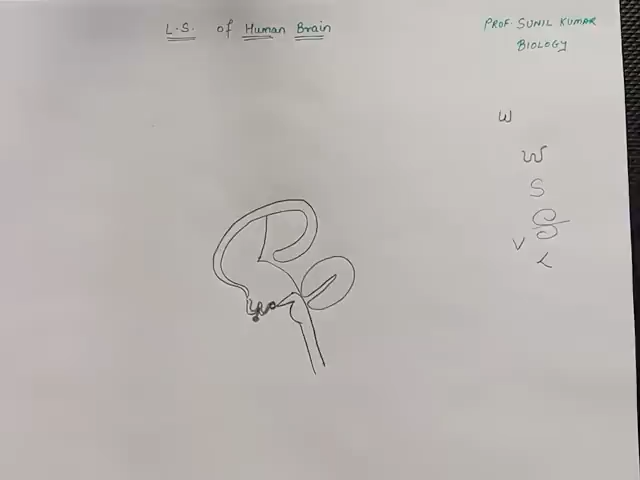 L.S. of Human Brain
PROF. SUNIL KUMAR
BIOLOGY
W
W
S
V